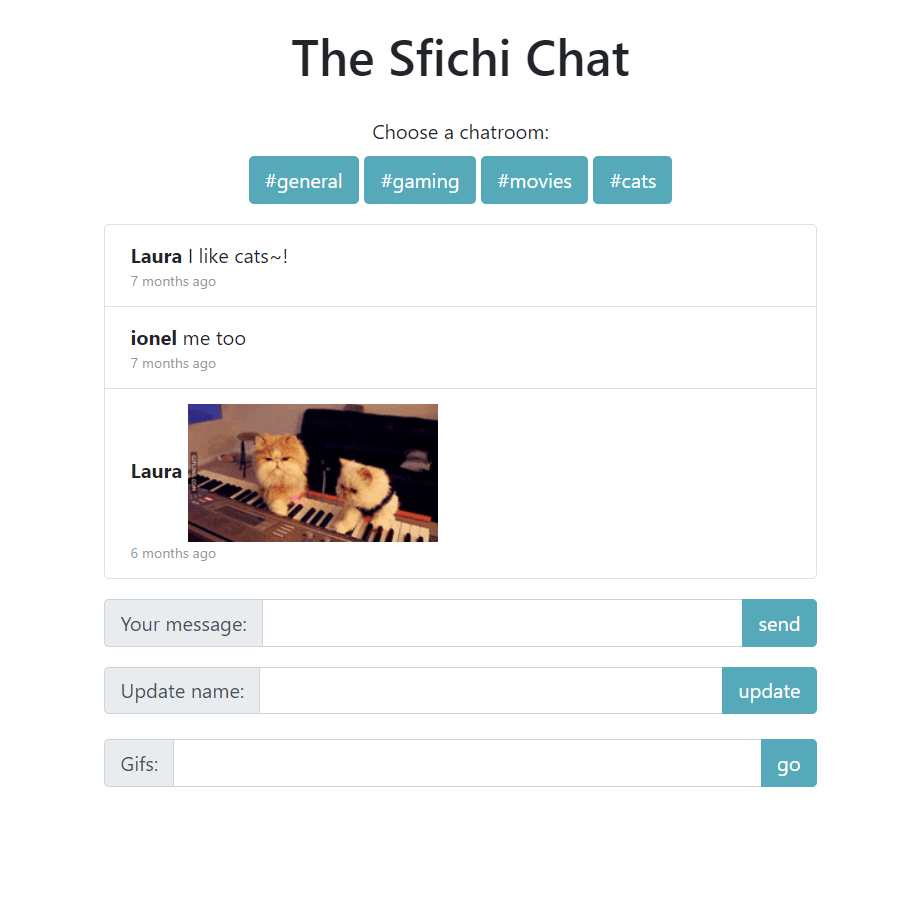 The Sfichi Chat
Choose a chatroom:
#general #gaming #movies #cats
Laura I like cats~!
7 months ago
ionel me too
7 months ago
Laura
6 months ago
Your message: send
Update name: update
Gifs: go